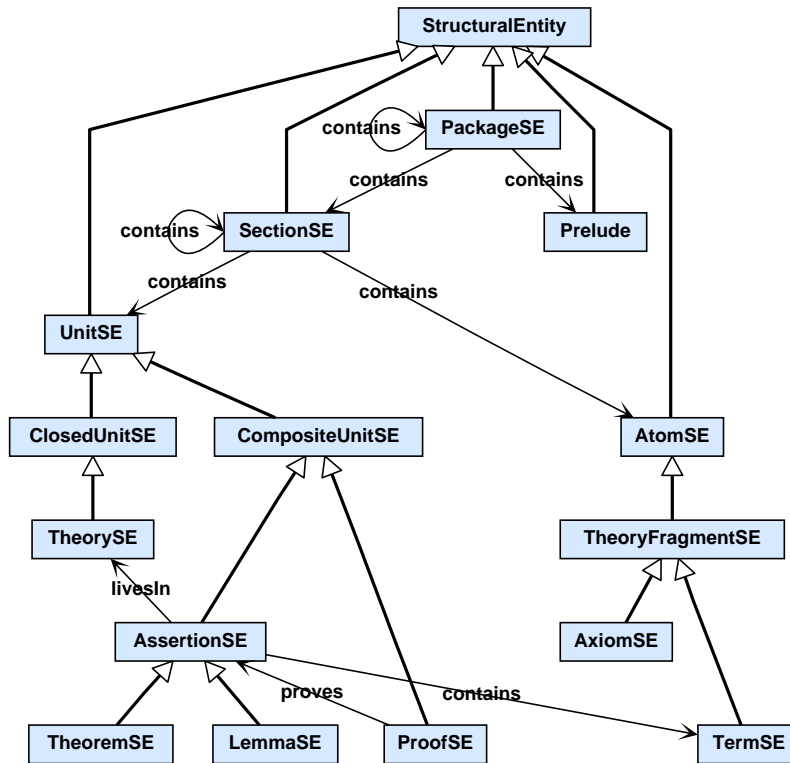 StructuralEntity
PackageSE
contains
contains
contains
SectionSE
Prelude
contains
contains
contains
UnitSE
ClosedUnitSE
CompositeUnitSE
AtomSE
TheorySE
TheoryFragmentSE
livesIn
AssertionSE
AxiomSE
proves
contains
TheoremSE
LemmaSE
ProofSE
TermSE